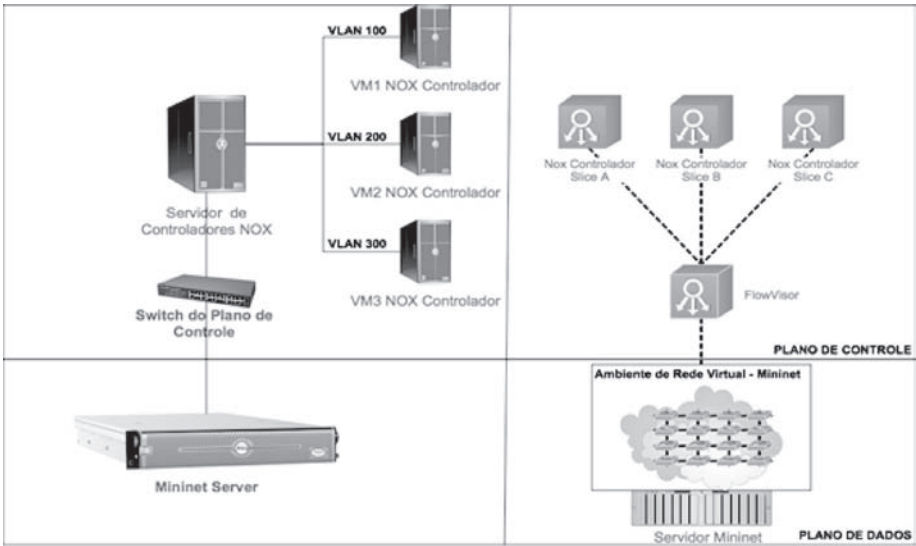 VLAN 100
VM1 NOX Controlador
VLAN 200
VM2 NOX Controlador
VLAN 300
VM3 NOX Controlador
Servidor de
Controladores NOX
Switch do Plano de
Controle
Mininet Server
Nox Controlador
Slice A
Nox Controlador
Slice B
Nox Controlador
Slice C
FlowVisor
PLANO DE CONTROLE
Ambiente de Rede Virtual - Mininet
Servidor Mininet
PLANO DE DADOS